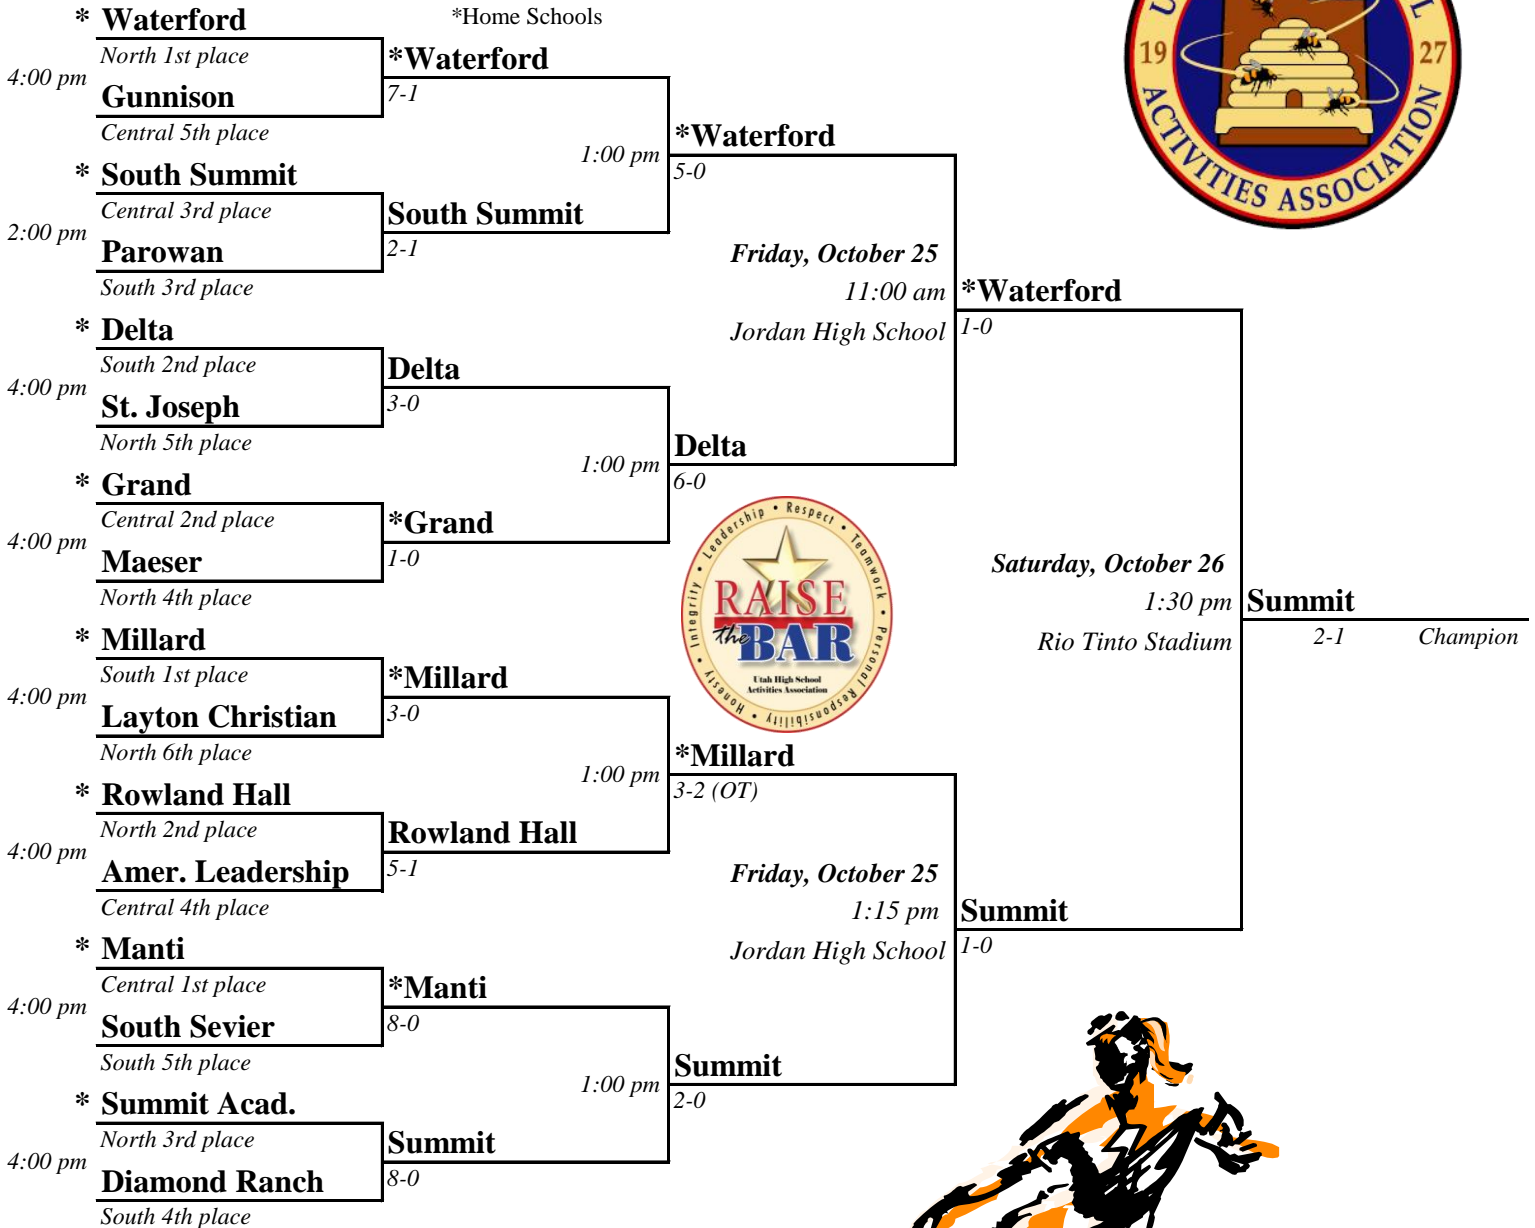 * Waterford
*Home Schools
North 1st place
*Waterford
4:00 pm
7-1
Gunnison
Central 5th place
*Waterford
1:00 pm
5-0
* South Summit
Central 3rd place
South Summit
2:00 pm
2-1
Parowan
South 3rd place
Friday, October 25
11:00 am
Jordan High School
*Waterford
1-0
* Delta
South 2nd place
Delta
4:00 pm
3-0
St. Joseph
North 5th place
Delta
1:00 pm
6-0
* Grand
Central 2nd place
*Grand
4:00 pm
1-0
Maeser
North 4th place
Saturday, October 26
1:30 pm
Rio Tinto Stadium
Summit
2-1 Champion
* Millard
South 1st place
*Millard
4:00 pm
3-0
Layton Christian
North 6th place
*Millard
1:00 pm
3-2 (OT)
* Rowland Hall
North 2nd place
Rowland Hall
4:00 pm
5-1
Amer. Leadership
Central 4th place
Friday, October 25
1:15 pm
Jordan High School
Summit
1-0
* Manti
Central 1st place
*Manti
4:00 pm
8-0
South Sevier
South 5th place
Summit
1:00 pm
2-0
* Summit Acad.
North 3rd place
Summit
4:00 pm
8-0
Diamond Ranch
South 4th place
19 27
ACTIVITIES ASSOCIATION
Honesty • Integrity • Leadership • Respect • Teamwork • Personal Responsibility •
RAISE
the BAR
Utah High School
Activities Association